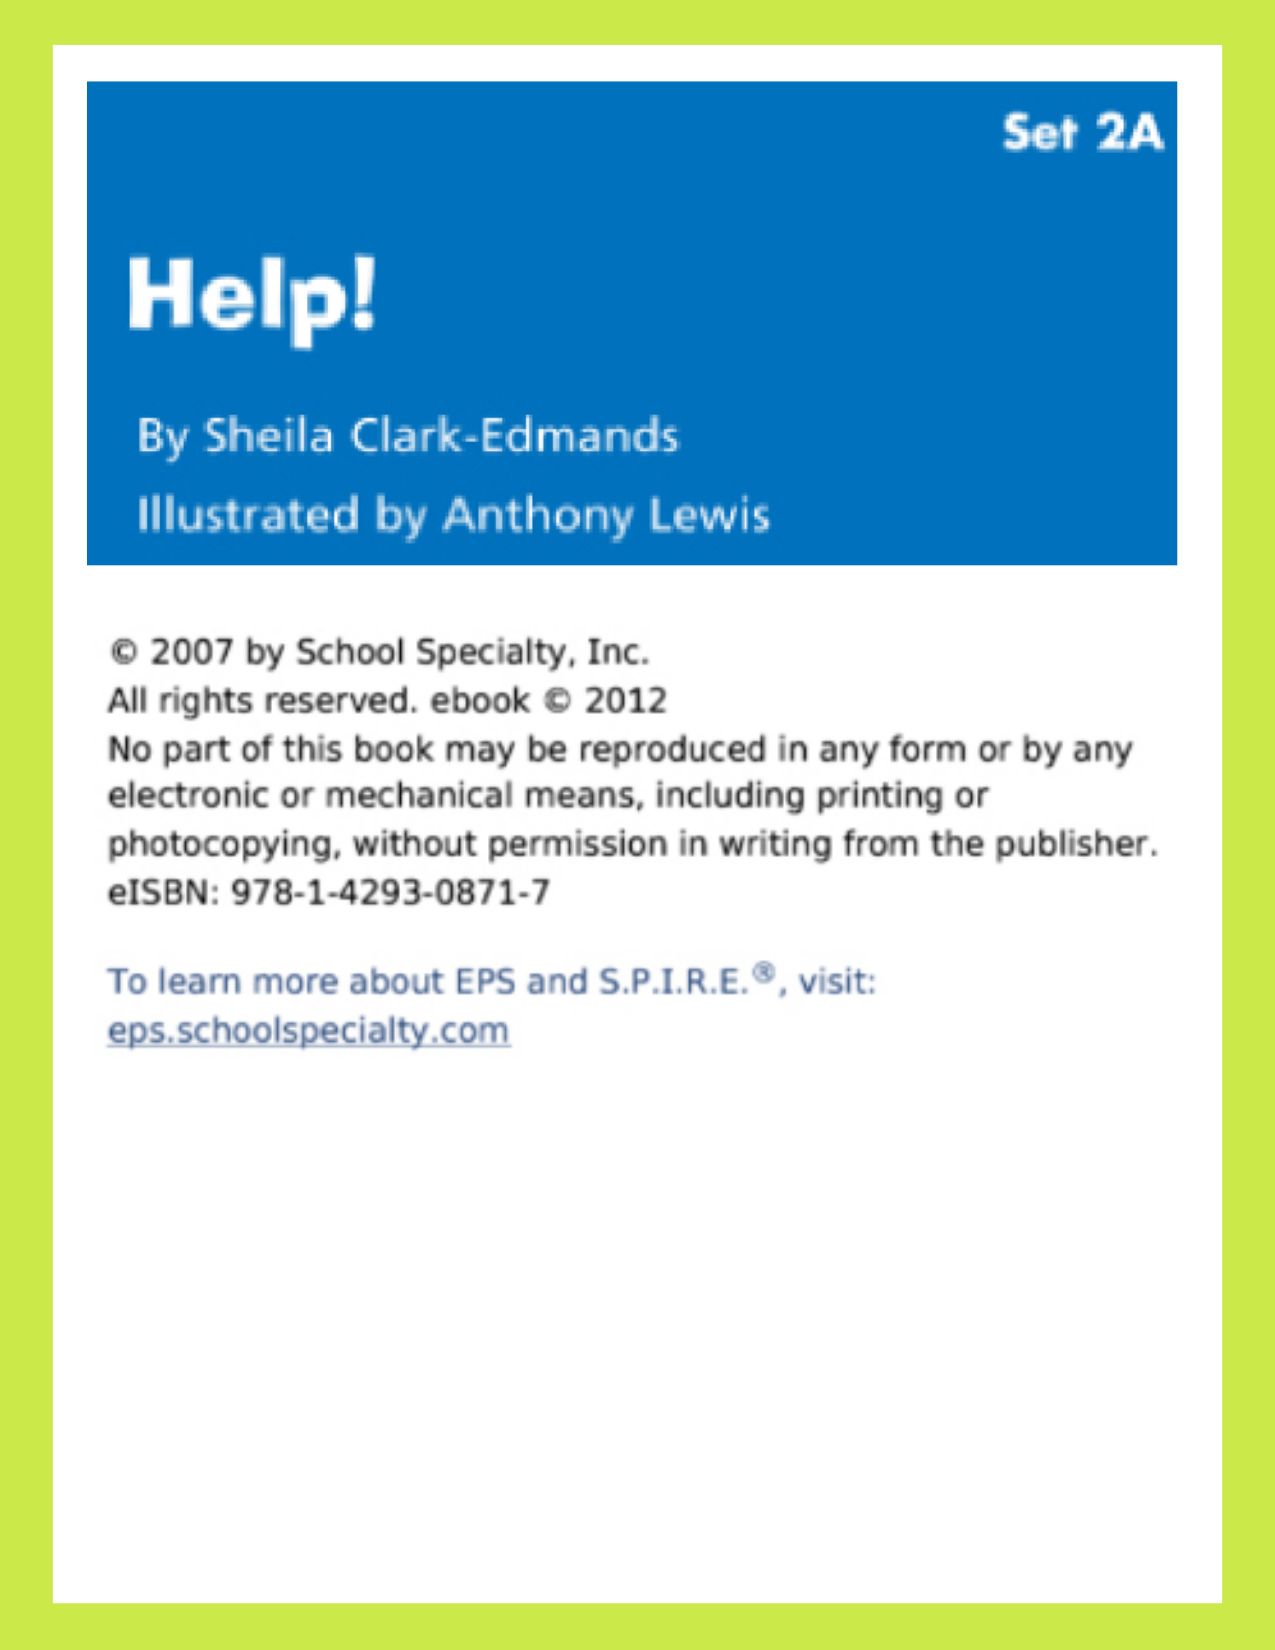 Set 2A
Help!
By Sheila Clark-Edmands
Illustrated by Anthony Lewis
© 2007 by School Specialty, Inc.
All rights reserved. ebook © 2012
No part of this book may be reproduced in any form or by any
electronic or mechanical means, including printing or
photocopying, without permission in writing from the publisher.
eISBN: 978-1-4293-0871-7
To learn more about EPS and S.P.I.R.E.®, visit:
eps.schoolspecialty.com